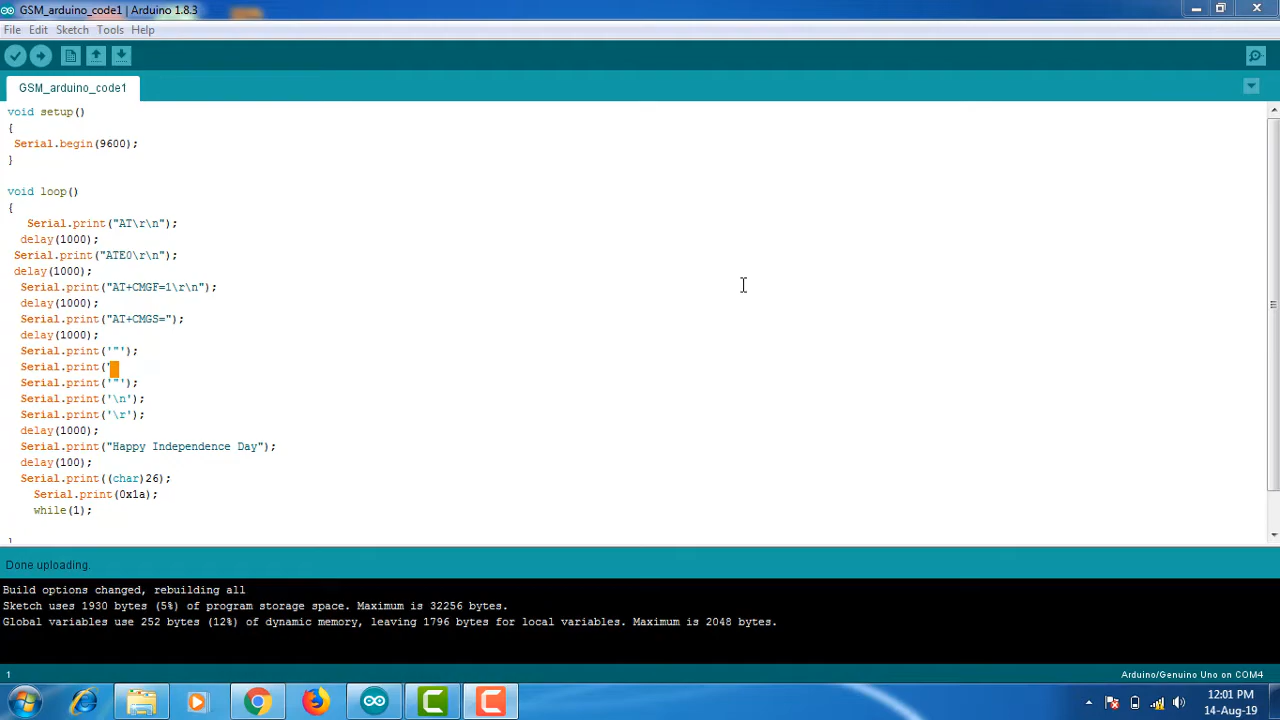 GSM_arduino_code1 | Arduino 1.8.3
File Edit Sketch Tools Help
GSM_arduino_code1
void setup()
{
Serial.begin(9600);
}
void loop()
{
Serial.print("AT\r\n");
delay(1000);
Serial.print("ATE0\r\n");
delay(1000);
Serial.print("AT+CMGF=1\r\n");
delay(1000);
Serial.print("AT+CMGS=");
delay(1000);
Serial.print('"');
Serial.print('
Serial.print('"');
Serial.print('\n');
Serial.print('\r');
delay(1000);
Serial.print("Happy Independence Day");
delay(100);
Serial.print((char)26);
Serial.print(0x1a);
while(1);
Done uploading.
Build options changed, rebuilding all
Sketch uses 1930 bytes (5%) of program storage space. Maximum is 32256 bytes.
Global variables use 252 bytes (12%) of dynamic memory, leaving 1796 bytes for local variables. Maximum is 2048 bytes.
1 Arduino/Genuino Uno on COM4
12:01 PM
14-Aug-19